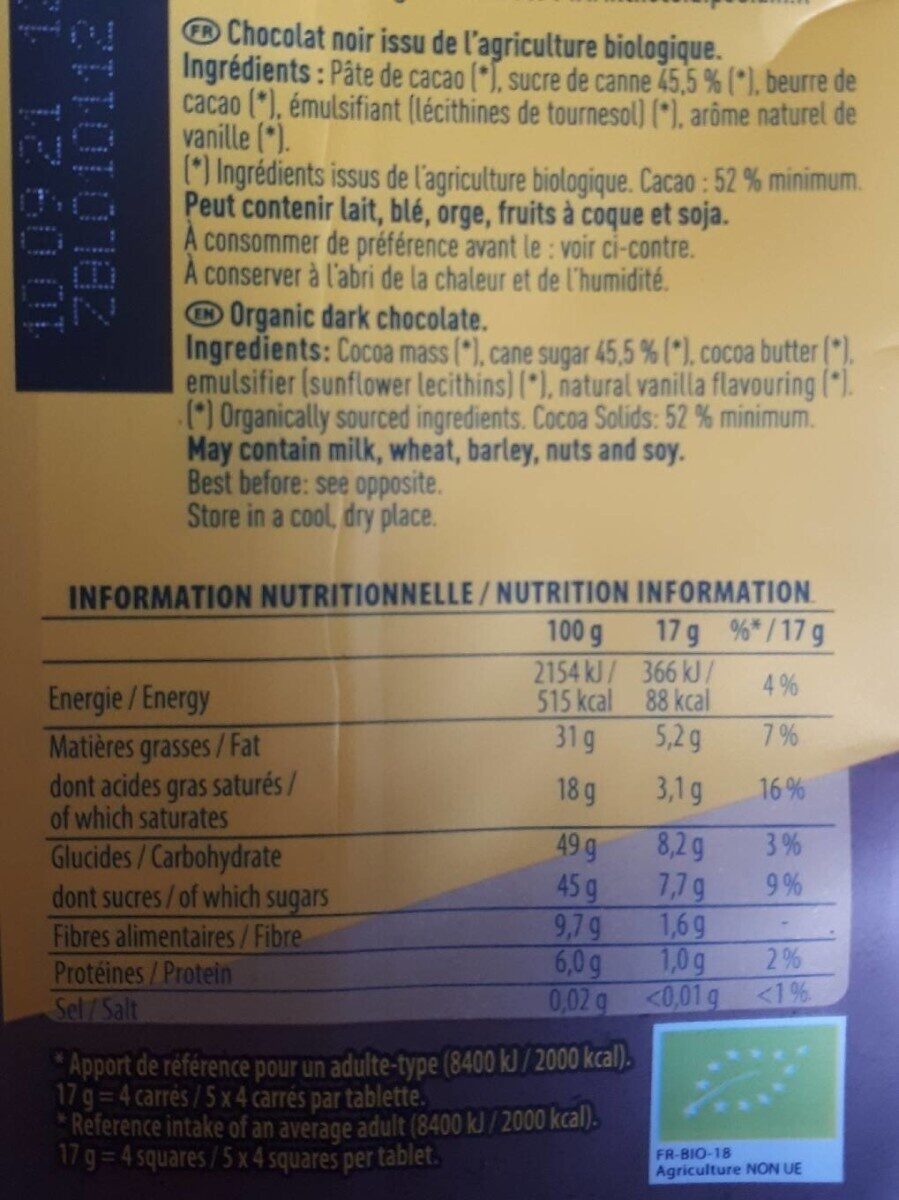 FR Chocolat noir issu de l'agriculture biologique.
Ingrédients : Pâte de cacao (*), sucre de canne 45,5 % (*), beurre de
cacao (*), émulsifiant (lécithines de tournesol) (*), arôme naturel de
vanille (*).
(*) Ingrédients issus de l'agriculture biologique. Cacao : 52 % minimum.
Peut contenir lait, blé, orge, fruits à coque et soja.
À consommer de préférence avant le : voir ci-contre.
À conserver à l'abri de la chaleur et de l'humidité.
EN Organic dark chocolate.
Ingredients: Cocoa mass (*), cane sugar 45,5 % (*), cocoa butter (*),
emulsifier (sunflower lecithins) (*), natural vanilla flavouring (*).
(*) Organically sourced ingredients. Cocoa Solids: 52 % minimum.
May contain milk, wheat, barley, nuts and soy.
Best before: see opposite.
Store in a cool, dry place.
INFORMATION NUTRITIONNELLE / NUTRITION INFORMATION
100 g 17 g %* / 17 g
Energie / Energy 2154 kJ / 515 kcal 366 kJ / 88 kcal 4 %
Matières grasses / Fat 31 g 5,2 g 7 %
dont acides gras saturés /
of which saturates 18 g 3,1 g 16 %
Glucides / Carbohydrate 49 g 8,2 g 3 %
dont sucres / of which sugars 45 g 7,7 g 9 %
Fibres alimentaires / Fibre 9,7 g 1,6 g -
Protéines / Protein 6,0 g 1,0 g 2 %
Sel / Salt 0,02 g <0,01 g <1 %
* Apport de référence pour un adulte-type (8400 kJ / 2000 kcal).
17 g = 4 carrés / 5 x 4 carrés par tablette.
* Reference intake of an average adult (8400 kJ / 2000 kcal).
17 g = 4 squares / 5 x 4 squares per tablet.
FR-BIO-18
Agriculture NON UE